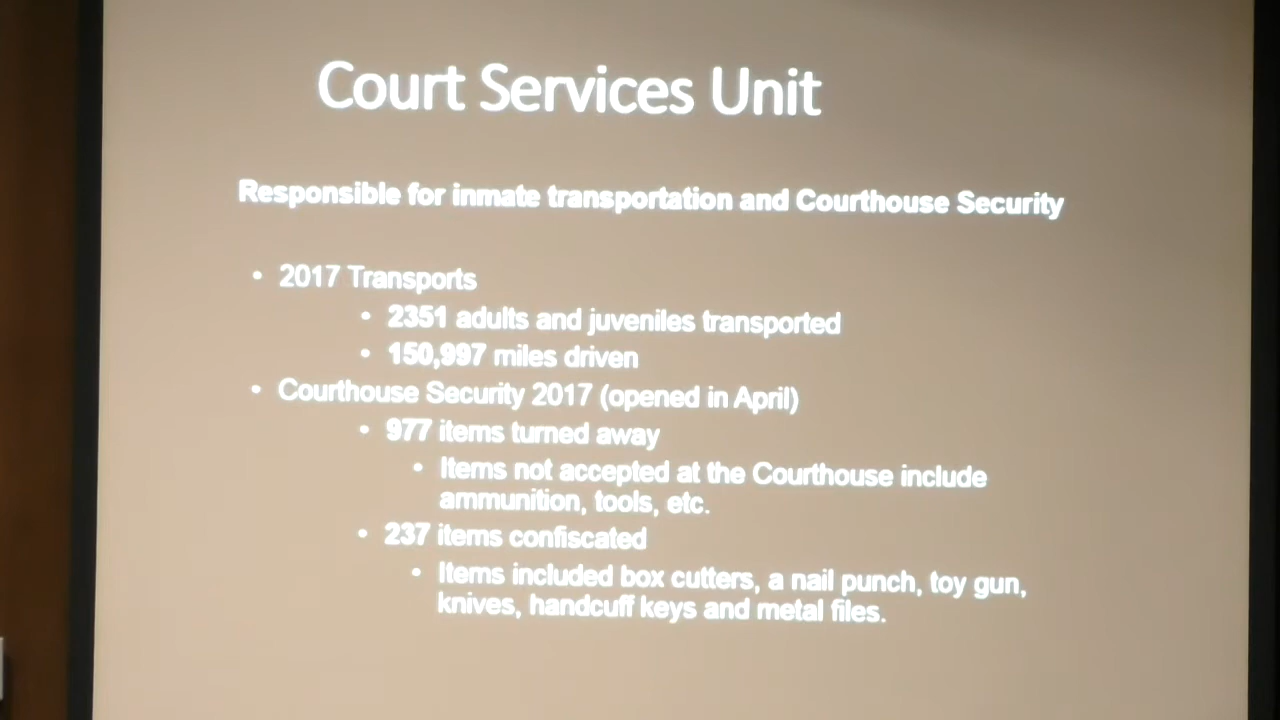 Court Services Unit
Responsible for inmate transportation and Courthouse Security
• 2017 Transports
• 2351 adults and juveniles transported
• 150,997 miles driven
• Courthouse Security 2017 (opened in April)
• 977 items turned away
• Items not accepted at the Courthouse include
ammunition, tools, etc.
• 237 items confiscated
• Items included box cutters, a nail punch, toy gun,
knives, handcuff keys and metal files.